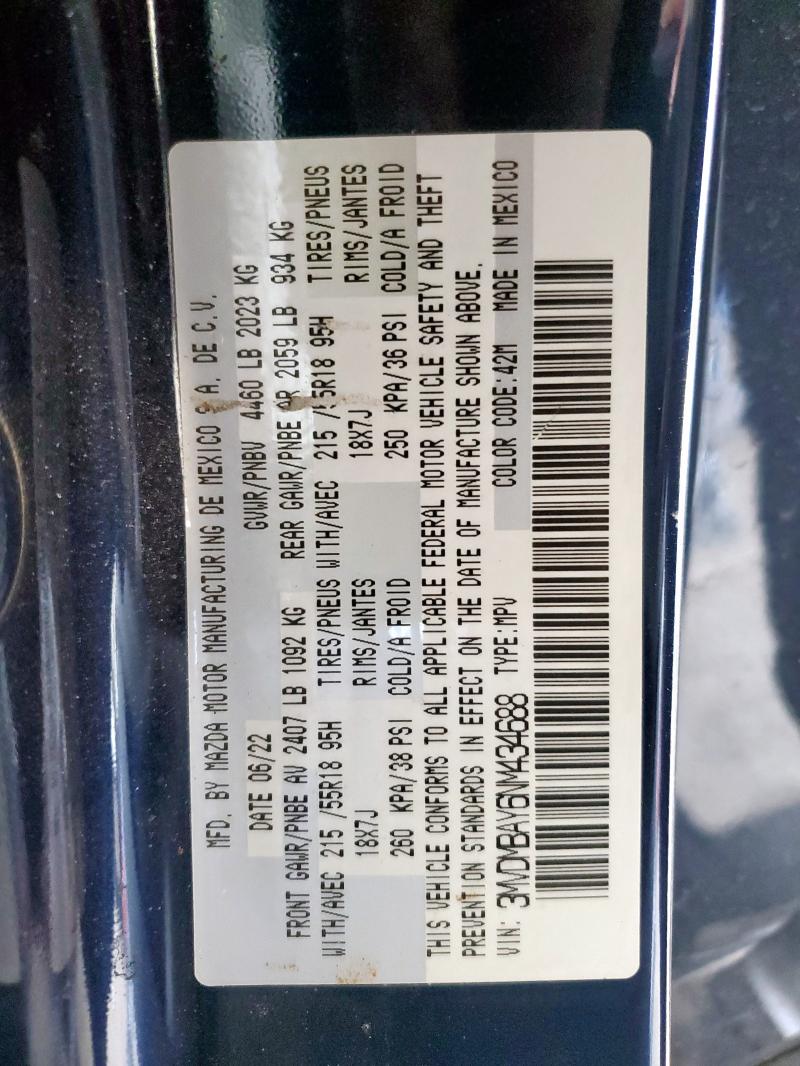 MFD. BY MAZDA MOTOR MANUFACTURING DE MEXICO S.A. DE C.V.
DATE 06/22 GVWR/PNBV 4460 LB 2023 KG
FRONT GAWR/PNBE AV 2407 LB 1092 KG REAR GAWR/PNBE AR 2059 LB 934 KG
WITH/AVEC 215 /55R18 95H TIRES/PNEUS WITH/AVEC 215 /55R18 95H TIRES/PNEUS
18X7J RIMS/JANTES 18X7J RIMS/JANTES
260 KPA/38 PSI COLD/A FROID 250 KPA/36 PSI COLD/A FROID
THIS VEHICLE CONFORMS TO ALL APPLICABLE FEDERAL MOTOR VEHICLE SAFETY AND THEFT
PREVENTION STANDARDS IN EFFECT ON THE DATE OF MANUFACTURE SHOWN ABOVE.
VIN: 3MVDMBAY6NM434688 TYPE:MPV COLOR CODE:42M MADE IN MEXICO